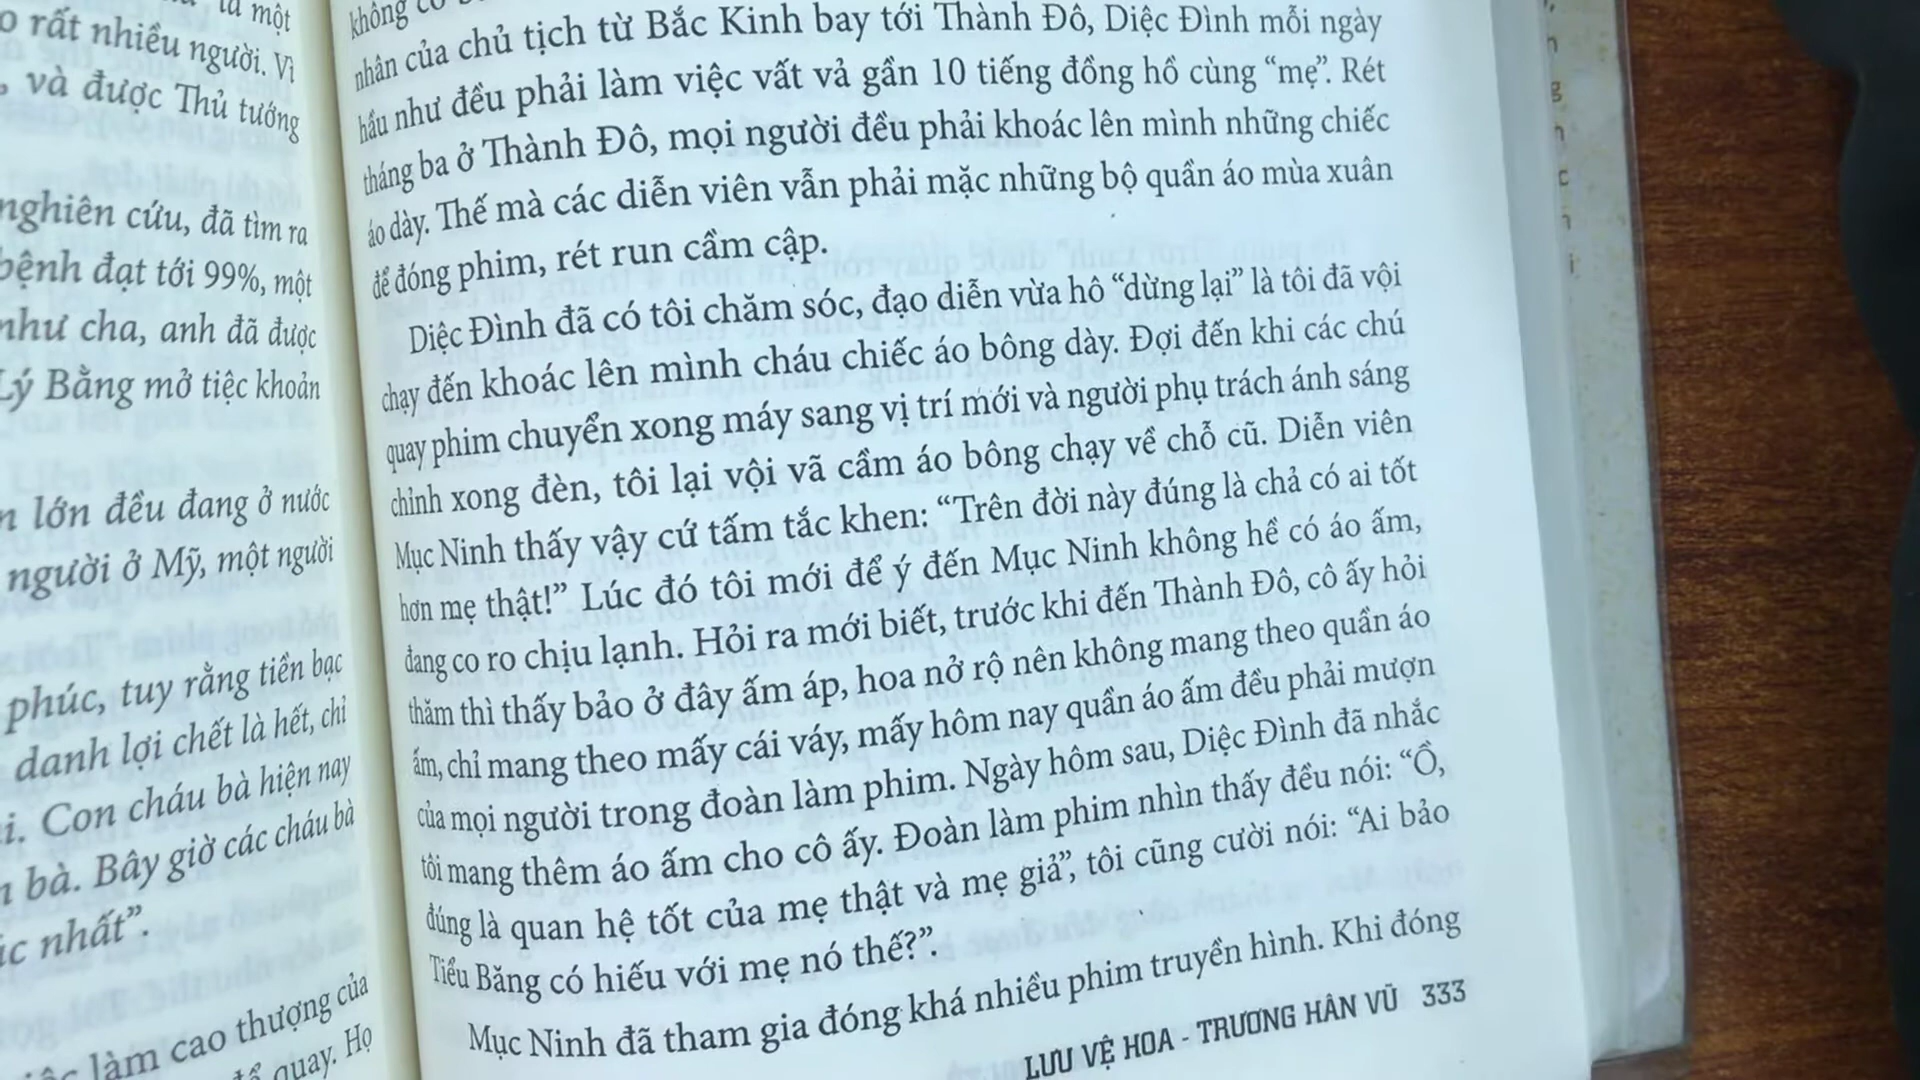 là một
rất nhiều người. Vì
và được Thủ tướng
nghiên cứu, đã tìm ra
bệnh đạt tới 99%, một
như cha, anh đã được
Lý Bằng mở tiệc khoản
lớn đều đang ở nước
người ở Mỹ, một người
phúc, tuy rằng tiền bạc
danh lợi chết là hết, chỉ
Con cháu bà hiện nay
bà. Bây giờ các cháu bà
nhất”.
làm cao thượng của
để quay. Họ
không có
nhân của chủ tịch từ Bắc Kinh bay tới Thành Đô, Diệc Đình mỗi ngày
hầu như đều phải làm việc vất vả gần 10 tiếng đồng hồ cùng “mẹ”. Rét
tháng ba ở Thành Đô, mọi người đều phải khoác lên mình những chiếc
áo dày. Thế mà các diễn viên vẫn phải mặc những bộ quần áo mùa xuân
để đóng phim, rét run cầm cập.
Diệc Đình đã có tôi chăm sóc, đạo diễn vừa hô “dừng lại” là tôi đã vội
chạy đến khoác lên mình cháu chiếc áo bông dày. Đợi đến khi các chú
quay phim chuyển xong máy sang vị trí mới và người phụ trách ánh sáng
chỉnh xong đèn, tôi lại vội vã cầm áo bông chạy về chỗ cũ. Diễn viên
Mục Ninh thấy vậy cứ tấm tắc khen: “Trên đời này đúng là chả có ai tốt
hơn mẹ thật!” Lúc đó tôi mới để ý đến Mục Ninh không hề có áo ấm,
đang co ro chịu lạnh. Hỏi ra mới biết, trước khi đến Thành Đô, cô ấy hỏi
thăm thì thấy bảo ở đây ấm áp, hoa nở rộ nên không mang theo quần áo
ấm, chỉ mang theo mấy cái váy, mấy hôm nay quần áo ấm đều phải mượn
của mọi người trong đoàn làm phim. Ngày hôm sau, Diệc Đình đã nhắc
tôi mang thêm áo ấm cho cô ấy. Đoàn làm phim nhìn thấy đều nói: “Ồ,
đúng là quan hệ tốt của mẹ thật và mẹ giả”, tôi cũng cười nói: “Ai bảo
Tiểu Băng có hiếu với mẹ nó thế?”.
Mục Ninh đã tham gia đóng khá nhiều phim truyền hình. Khi đóng
LƯU VỆ HOA - TRƯƠNG HÂN VŨ 333